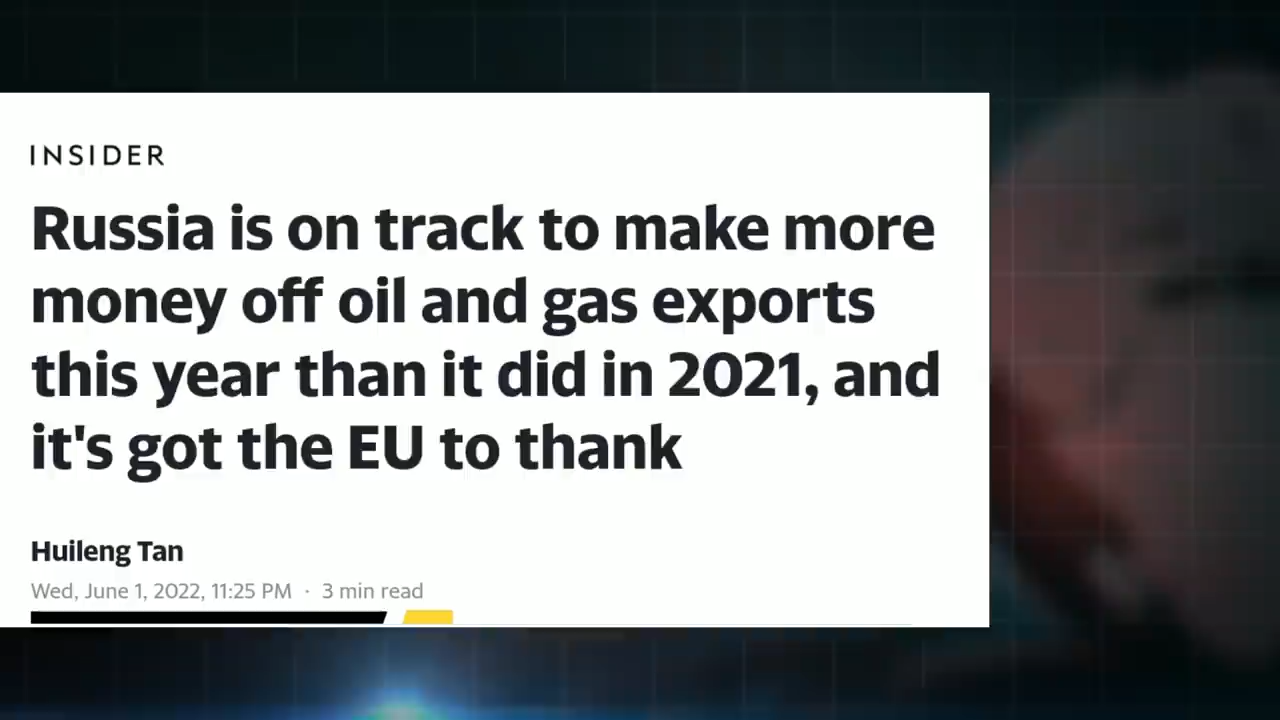 INSIDER
Russia is on track to make more
money off oil and gas exports
this year than it did in 2021, and
it's got the EU to thank
Huileng Tan
Wed, June 1, 2022, 11:25 PM · 3 min read